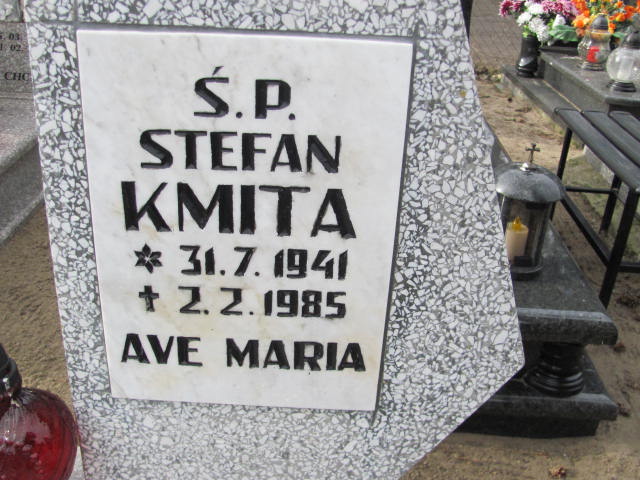 Ś. P.
STEFAN
KMITA
* 31. 7. 1941
† 2. 2. 1985
AVE MARIA